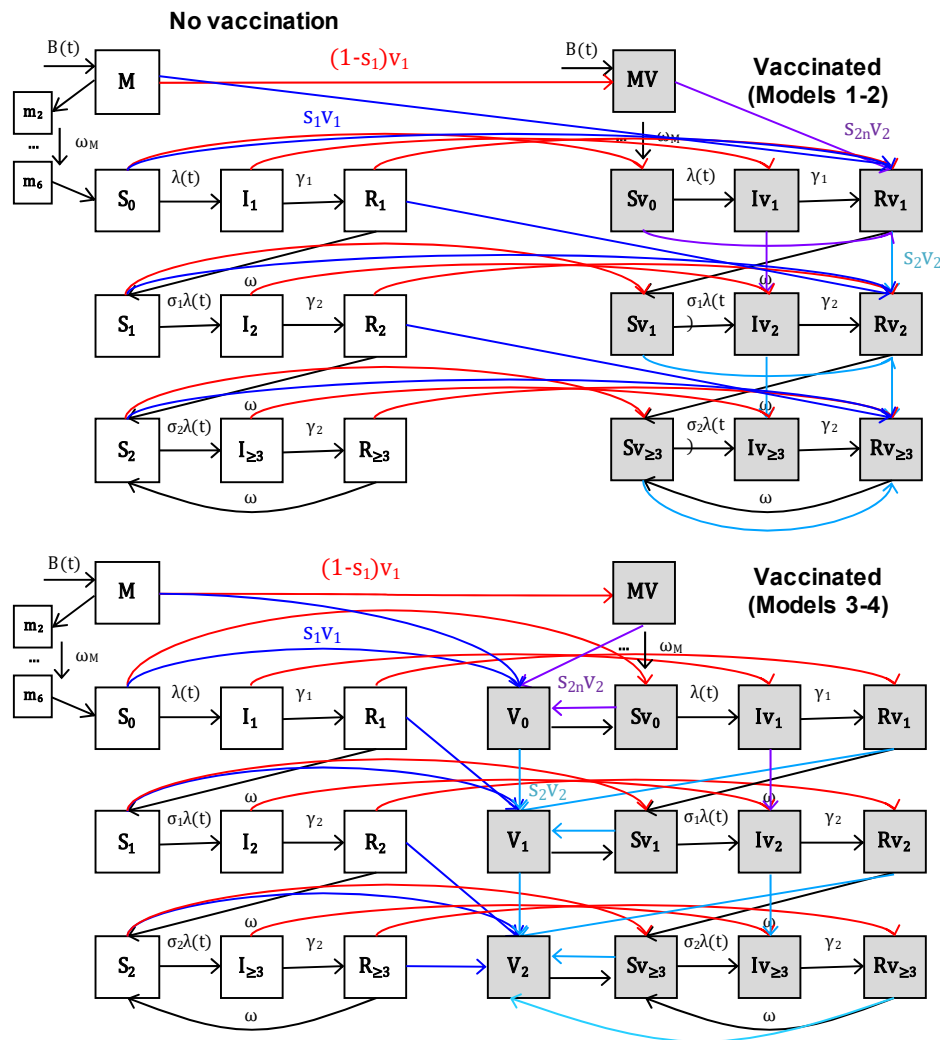 No vaccination
B(t)
M
(1-s₁)v₁
B(t)
MV
Vaccinated
(Models 1-2)
m₂
...
ω_M
s₁v₁
...
ω_M
s₂ₙv₂
m₆
S₀
λ(t)
I₁
γ₁
R₁
Sv₀
λ(t)
Iv₁
γ₁
Rv₁
s₂v₂
ω
ω
S₁
σ₁λ(t)
I₂
γ₂
R₂
Sv₁
σ₁λ(t
)
Iv₂
γ₂
Rv₂
ω
ω
S₂
σ₂λ(t)
I≥₃
γ₂
R≥₃
Sv≥₃
σ₂λ(t
)
Iv≥₃
γ₂
Rv≥₃
ω
ω
B(t)
M
(1-s₁)v₁
MV
Vaccinated
(Models 3-4)
m₂
...
ω_M
s₁v₁
...
ω_M
s₂ₙv₂
m₆
S₀
λ(t)
I₁
γ₁
R₁
V₀
Sv₀
λ(t)
Iv₁
γ₁
Rv₁
ω
s₂v₂
ω
S₁
σ₁λ(t)
I₂
γ₂
R₂
V₁
Sv₁
σ₁λ(t)
Iv₂
γ₂
Rv₂
ω
ω
S₂
σ₂λ(t)
I≥₃
γ₂
R≥₃
V₂
Sv≥₃
σ₂λ(t)
Iv≥₃
γ₂
Rv≥₃
ω
ω